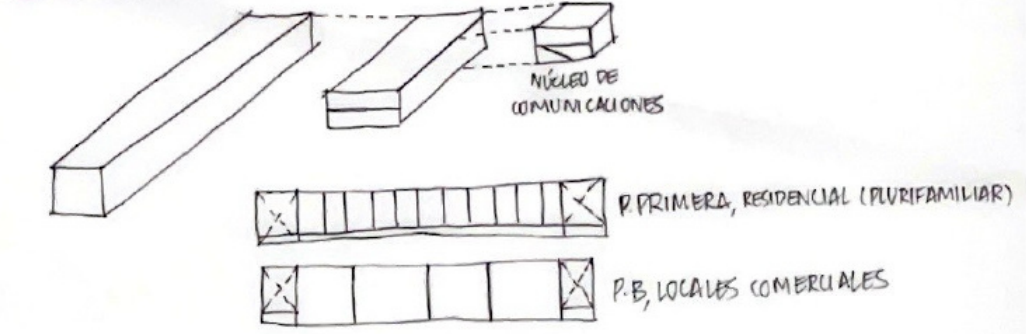 NÚCLEO DE
COMUNICACIONES
P.PRIMERA, RESIDENCIAL (PLURIFAMILIAR)
P.B, LOCALES COMERCIALES